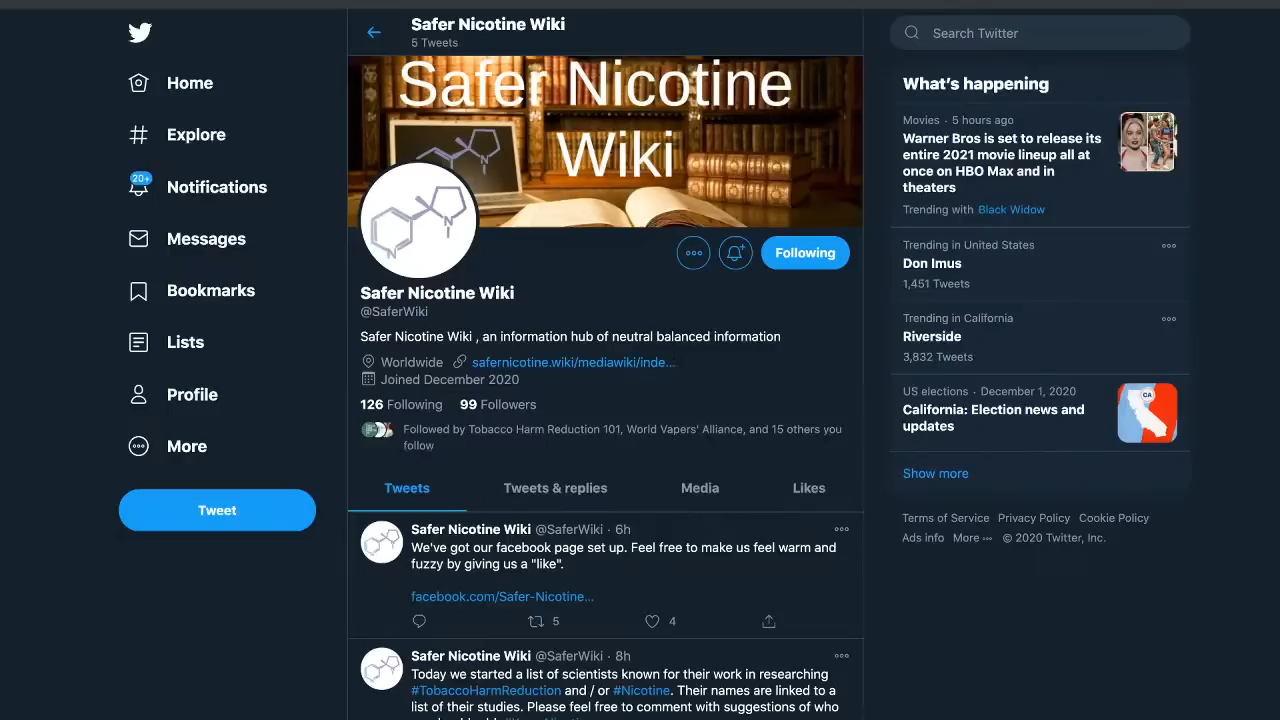 Home
Explore
20+
Notifications
Messages
Bookmarks
Lists
Profile
More
Tweet
Safer Nicotine Wiki
5 Tweets
Safer Nicotine
Wiki
N
N
Following
Safer Nicotine Wiki
@SaferWiki
Safer Nicotine Wiki , an information hub of neutral balanced information
Worldwide safernicotine.wiki/mediawiki/inde...
Joined December 2020
126 Following 99 Followers
Followed by Tobacco Harm Reduction 101, World Vapers' Alliance, and 15 others you
follow
Tweets Tweets & replies Media Likes
Safer Nicotine Wiki @SaferWiki · 6h
We've got our facebook page set up. Feel free to make us feel warm and
fuzzy by giving us a "like".
facebook.com/Safer-Nicotine...
5 4
Safer Nicotine Wiki @SaferWiki · 8h
Today we started a list of scientists known for their work in researching
#TobaccoHarmReduction and / or #Nicotine. Their names are linked to a
list of their studies. Please feel free to comment with suggestions of who
Search Twitter
What's happening
Movies · 5 hours ago
Warner Bros is set to release its
entire 2021 movie lineup all at
once on HBO Max and in
theaters
Trending with Black Widow
Trending in United States
Don Imus
1,451 Tweets
Trending in California
Riverside
3,832 Tweets
US elections · December 1, 2020
California: Election news and
updates
CA
Show more
Terms of Service Privacy Policy Cookie Policy
Ads info More ··· © 2020 Twitter, Inc.